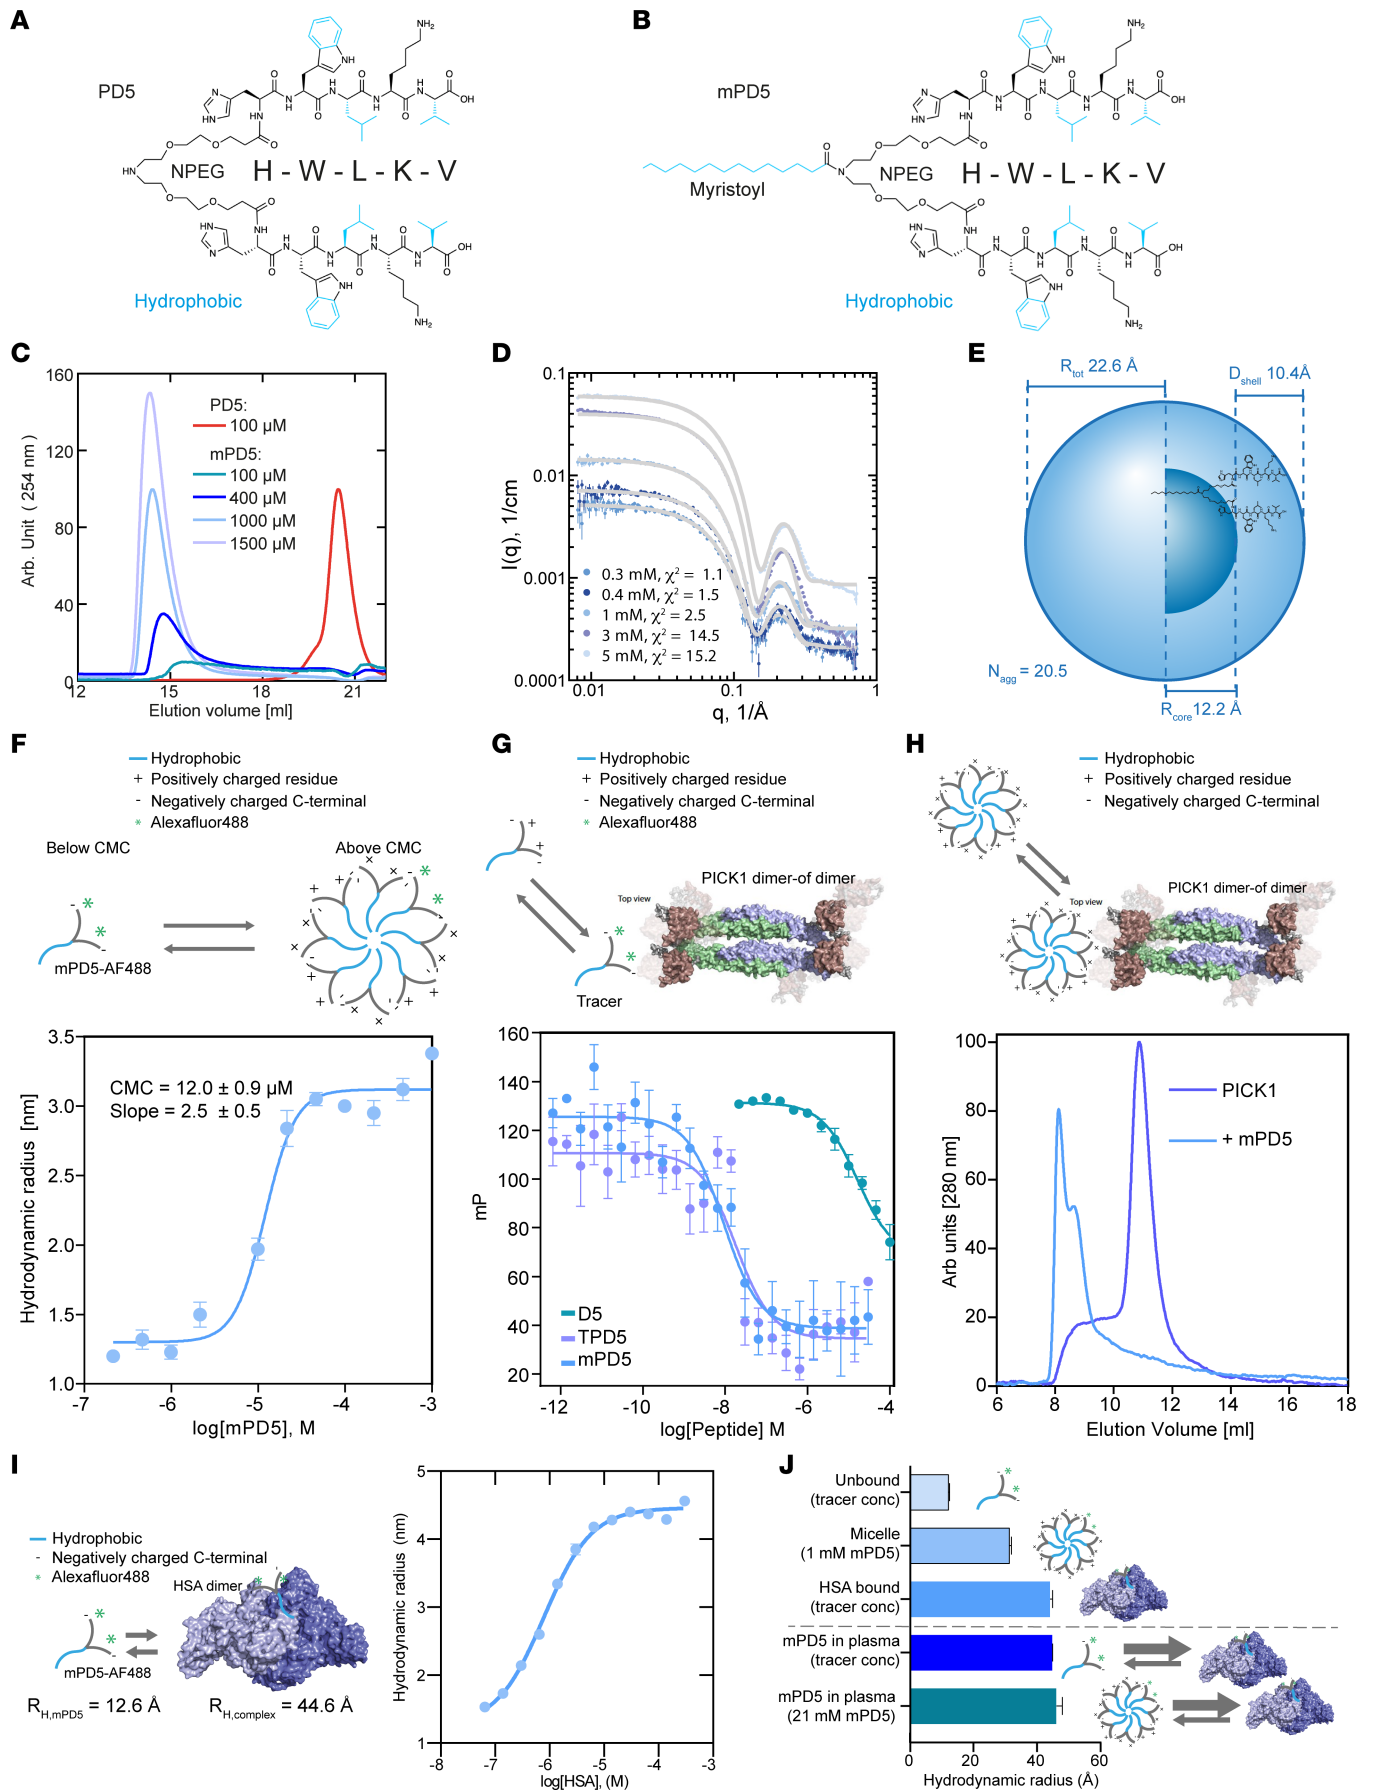 A
PD5
NH₂
NH
O
OH
HN
NPEG
H - W - L - K - V
Hydrophobic
B
mPD5
Myristoyl
NPEG
H - W - L - K - V
Hydrophobic
C
160
120
80
40
0
12
15
18
21
Arb. Unit ( 254 nm )
Elution volume [ml]
PD5:
100 µM
mPD5:
100 µM
400 µM
1000 µM
1500 µM
D
0.1
0.01
0.001
0.0001
0.01
0.1
1
I(q), 1/cm
q, 1/Å
0.3 mM, χ² = 1.1
0.4 mM, χ² = 1.5
1 mM, χ² = 2.5
3 mM, χ² = 14.5
5 mM, χ² = 15.2
E
Rtot 22.6 Å
Dshell 10.4Å
Nagg = 20.5
Rcore 12.2 Å
F
Hydrophobic
+ Positively charged residue
- Negatively charged C-terminal
* Alexafluor488
Below CMC
Above CMC
mPD5-AF488
CMC = 12.0 ± 0.9 µM
Slope = 2.5 ± 0.5
3.5
3.0
2.5
2.0
1.5
1.0
-7
-6
-5
-4
-3
Hydrodynamic radius [nm]
log[mPD5], M
G
Hydrophobic
+ Positively charged residue
- Negatively charged C-terminal
* Alexafluor488
PICK1 dimer-of dimer
Top view
Tracer
160
140
120
100
80
60
40
20
mP
D5
TPD5
mPD5
-12
-10
-8
-6
-4
log[Peptide] M
H
Hydrophobic
+ Positively charged residue
- Negatively charged C-terminal
PICK1 dimer-of dimer
Top view
100
80
60
40
20
0
Arb units [280 nm]
PICK1
+ mPD5
6
8
10
12
14
16
18
Elution Volume [ml]
I
Hydrophobic
- Negatively charged C-terminal
* Alexafluor488
HSA dimer
mPD5-AF488
RH,mPD5 = 12.6 Å
RH,complex = 44.6 Å
5
4
3
2
1
Hydrodynamic radius (nm)
-8
-7
-6
-5
-4
-3
log[HSA], (M)
J
Unbound
(tracer conc)
Micelle
(1 mM mPD5)
HSA bound
(tracer conc)
mPD5 in plasma
(tracer conc)
mPD5 in plasma
(21 mM mPD5)
0
20
40
60
Hydrodynamic radius (Å)